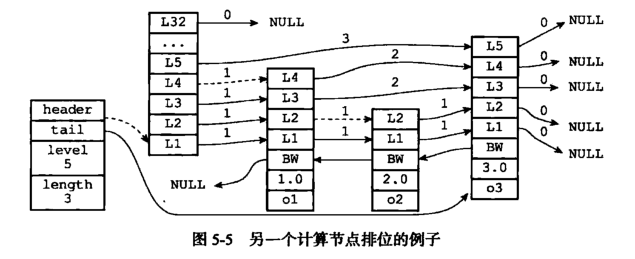 L32
0
NULL
...
L5
3
L4
1
L3
1
L2
1
L1
1
header
tail
level
5
length
3
NULL
L4
2
L3
2
L2
1
L1
1
BW
1.0
o1
L2
1
L1
1
BW
2.0
o2
L5
0
NULL
L4
0
NULL
L3
0
NULL
L2
0
NULL
L1
0
NULL
BW
3.0
o3
图 5-5 另一个计算节点排位的例子